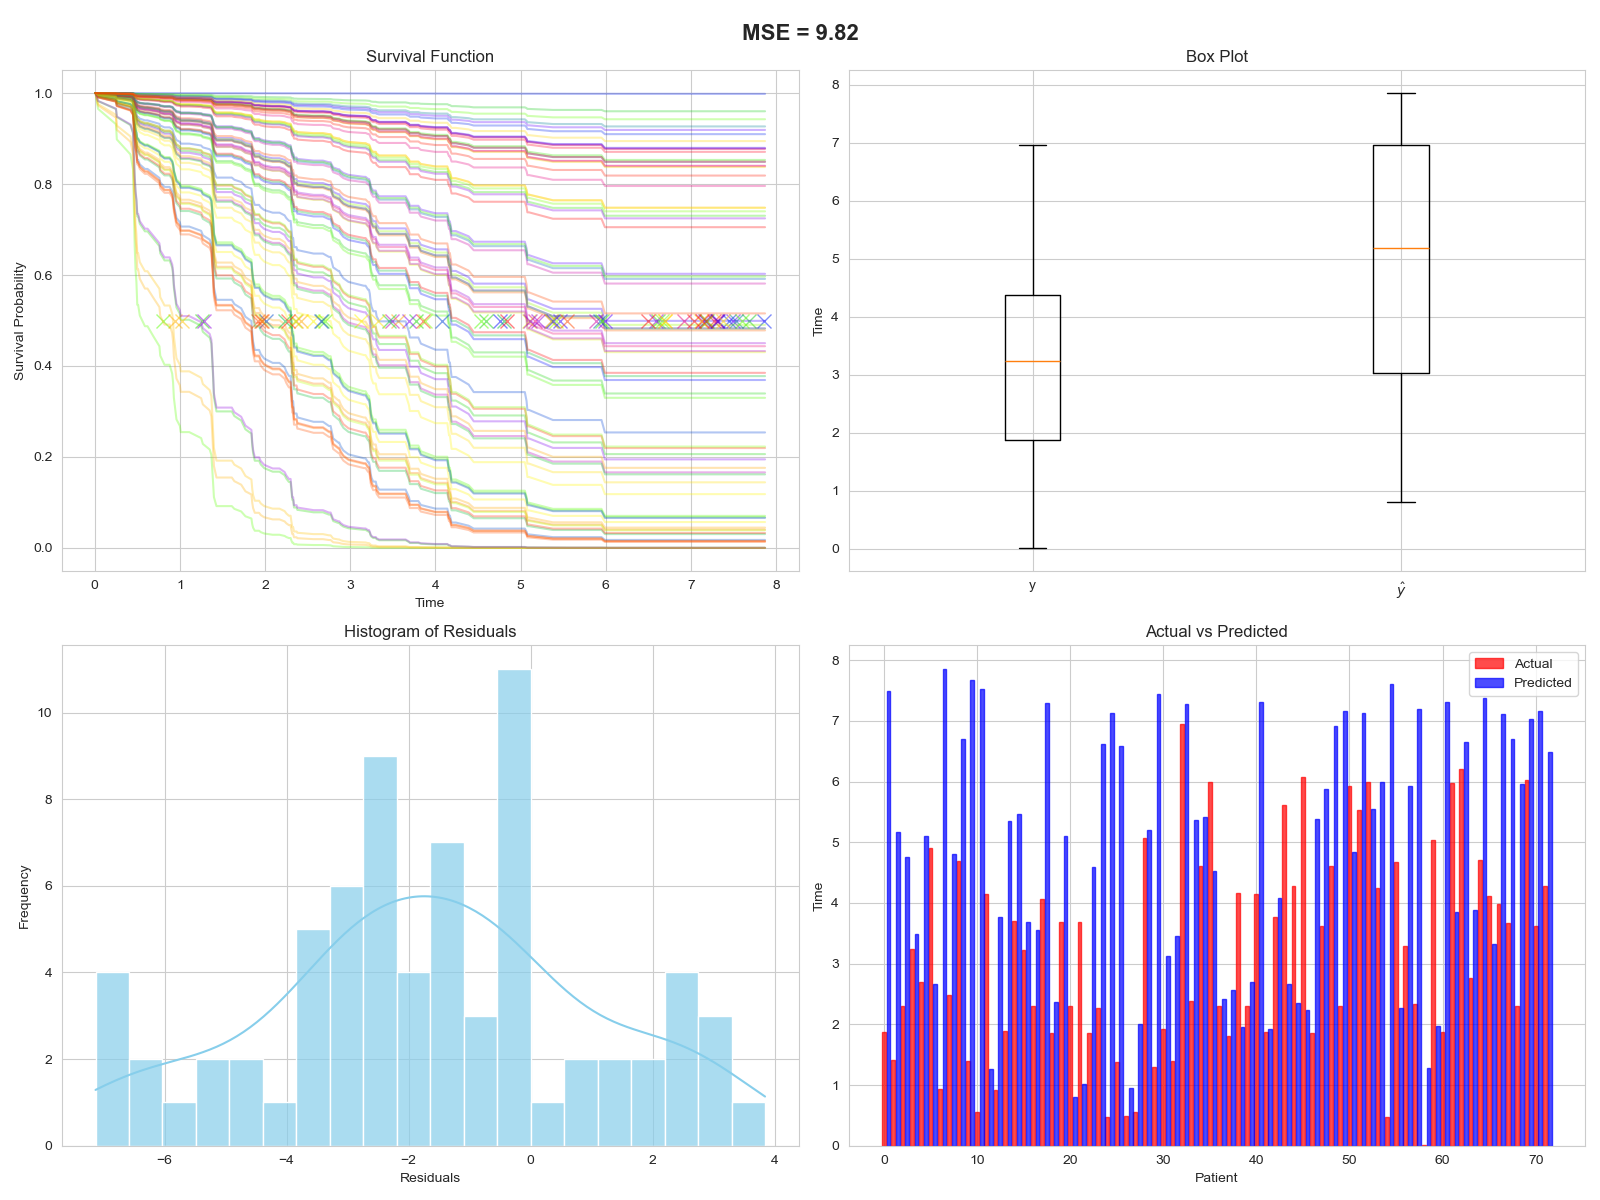 MSE = 9.82
Survival Function
1.0
0.8
0.6
0.4
0.2
0.0
Survival Probability
0 1 2 3 4 5 6 7 8
Time
Box Plot
8
7
6
5
4
3
2
1
0
Time
y ŷ
Histogram of Residuals
10
8
6
4
2
0
Frequency
−6 −4 −2 0 2 4
Residuals
Actual vs Predicted
Actual
Predicted
8
7
6
5
4
3
2
1
0
Time
0 10 20 30 40 50 60 70
Patient